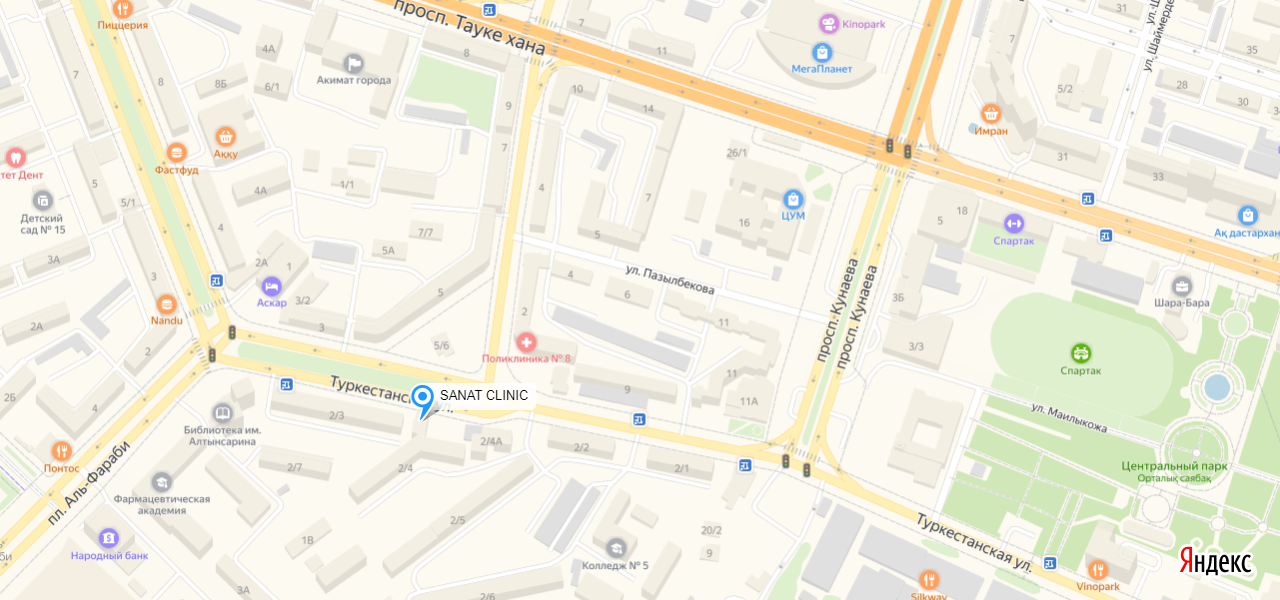 Пиццерия
7
8
4А
8Б
6/1
Акимат города
просп. Тауке хана
8
9
7
11
10
14
Kinopark
МегаПланет
31
7
ул. Шаймерде
35
28
30
5/2
Имран
31
33
тет Дент
Детский
сад № 15
5
5/1
Аққу
Фастфуд
4А
1/1
4
7/7
5А
4
7
5
26/1
16
ЦУМ
5
18
Спартак
Ақ дастархан
3А
3
2А
1
Аскар
3/2
3
Nandu
2А
2
5/6
4
6
2
ул. Пазылбекова
11
Поликлиника № 8
9
11
11А
просп. Кунаева
просп. Кунаева
3Б
3/3
Шара-Бара
Спартак
ул. Маилыкожа
Туркестанская ул.
SANAT CLINIC
2/3
Библиотека им.
Алтынсарина
2/4А
2/2
2/1
2/7
2/4
2/5
Понтос
пл. Аль-Фараби
Фармацевтическая
академия
Народный банк
1В
3А
Колледж № 5
20/2
9
Центральный парк
Орталық саябақ
Туркестанская ул.
Silkway
Vinopark
Яндекс